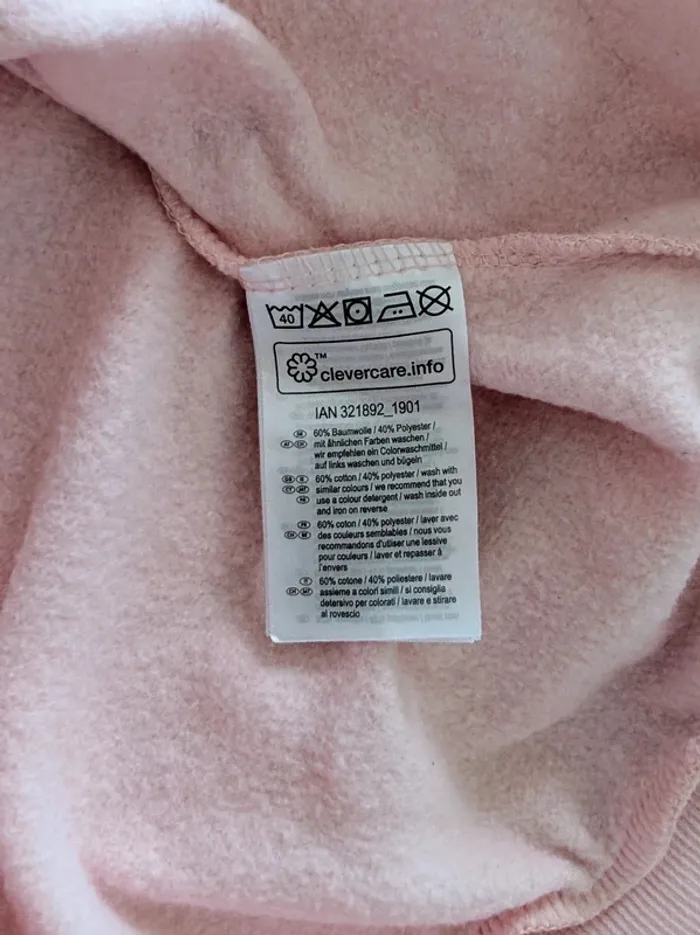 40
™
clevercare.info
IAN 321892_1901
60% Baumwolle / 40% Polyester /
mit ähnlichen Farben waschen /
wir empfehlen ein Colorwaschmittel /
auf links waschen und bügeln
60% cotton / 40% polyester / wash with
similar colours / we recommend that you
use a colour detergent / wash inside out
and iron on reverse
60% coton / 40% polyester / laver avec
des couleurs semblables / nous vous
recommandons d'utiliser une lessive
pour couleurs / laver et repasser à
l'envers
60% cotone / 40% poliestere / lavare
assieme a colori simili / si consiglia
detersivo per colorati / lavare e stirare
al rovescio